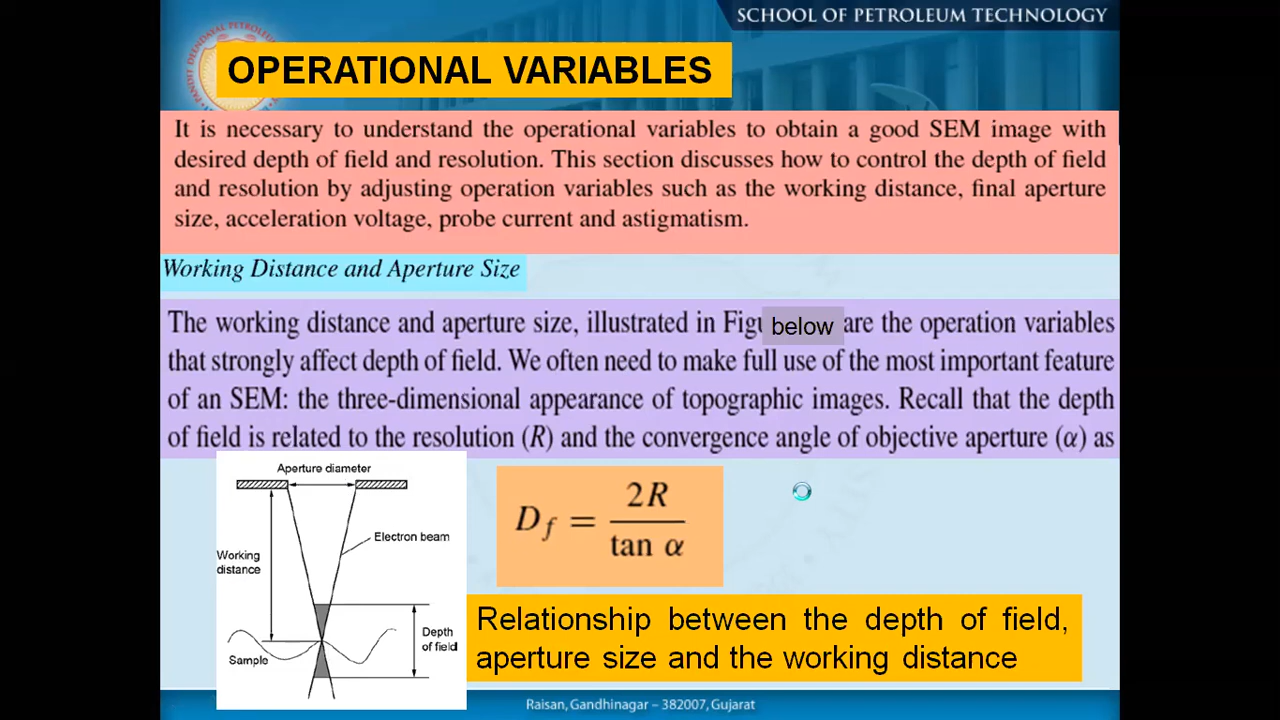 SCHOOL OF PETROLEUM TECHNOLOGY
OPERATIONAL VARIABLES
It is necessary to understand the operational variables to obtain a good SEM image with
desired depth of field and resolution. This section discusses how to control the depth of field
and resolution by adjusting operation variables such as the working distance, final aperture
size, acceleration voltage, probe current and astigmatism.
Working Distance and Aperture Size
The working distance and aperture size, illustrated in Figu below are the operation variables
that strongly affect depth of field. We often need to make full use of the most important feature
of an SEM: the three-dimensional appearance of topographic images. Recall that the depth
of field is related to the resolution (R) and the convergence angle of objective aperture (α) as
Aperture diameter
Electron beam
Working
distance
Depth
of field
Sample
D_f = 2R / tan α
Relationship between the depth of field,
aperture size and the working distance
Raisan, Gandhinagar – 382007, Gujarat